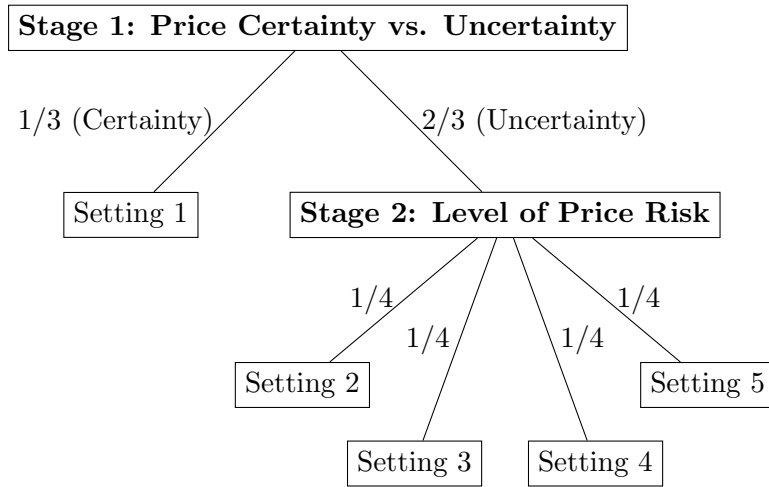 Stage 1: Price Certainty vs. Uncertainty
1/3 (Certainty)
2/3 (Uncertainty)
Setting 1
Stage 2: Level of Price Risk
1/4
1/4
1/4
1/4
Setting 2
Setting 5
Setting 3
Setting 4